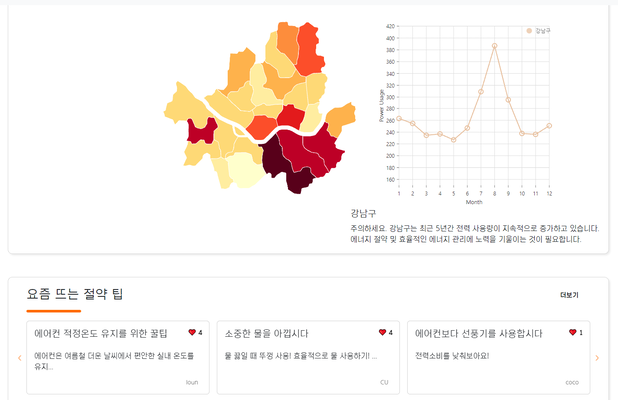 420
강남구
400
380
360
340
320
300
280
260
240
220
200
180
160
Power Usage
1 2 3 4 5 6 7 8 9 10 11 12
Month
강남구
주의하세요. 강남구는 최근 5년간 전력 사용량이 지속적으로 증가하고 있습니다.
에너지 절약 및 효율적인 에너지 관리에 노력을 기울이는 것이 필요합니다.
요즘 뜨는 절약 팁
더보기
에어컨 적정온도 유지를 위한 꿀팁 4
에어컨은 여름철 더운 날씨에서 편안한 실내 온도를
유지...
loun
소중한 물을 아낍시다 4
물 끓일 때 뚜껑 사용! 효율적으로 물 사용하기! ...
CU
에어컨보다 선풍기를 사용합시다 1
전력소비를 낮춰보아요!
coco